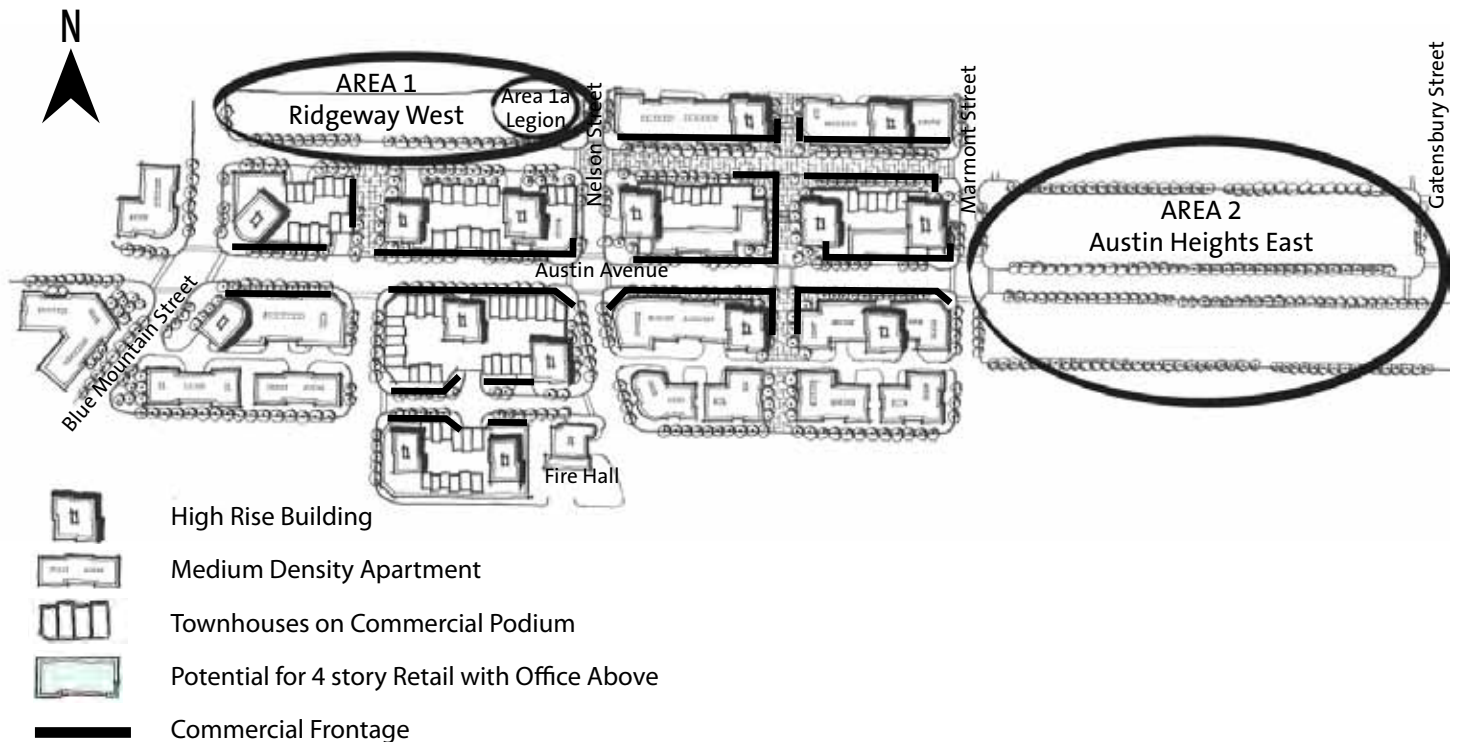 N
AREA 1
Ridgeway West
Area 1a
Legion
Nelson Street
Marmont Street
Gatensbury Street
AREA 2
Austin Heights East
Austin Avenue
Blue Mountain Street
Fire Hall
High Rise Building
Medium Density Apartment
Townhouses on Commercial Podium
Potential for 4 story Retail with Office Above
Commercial Frontage